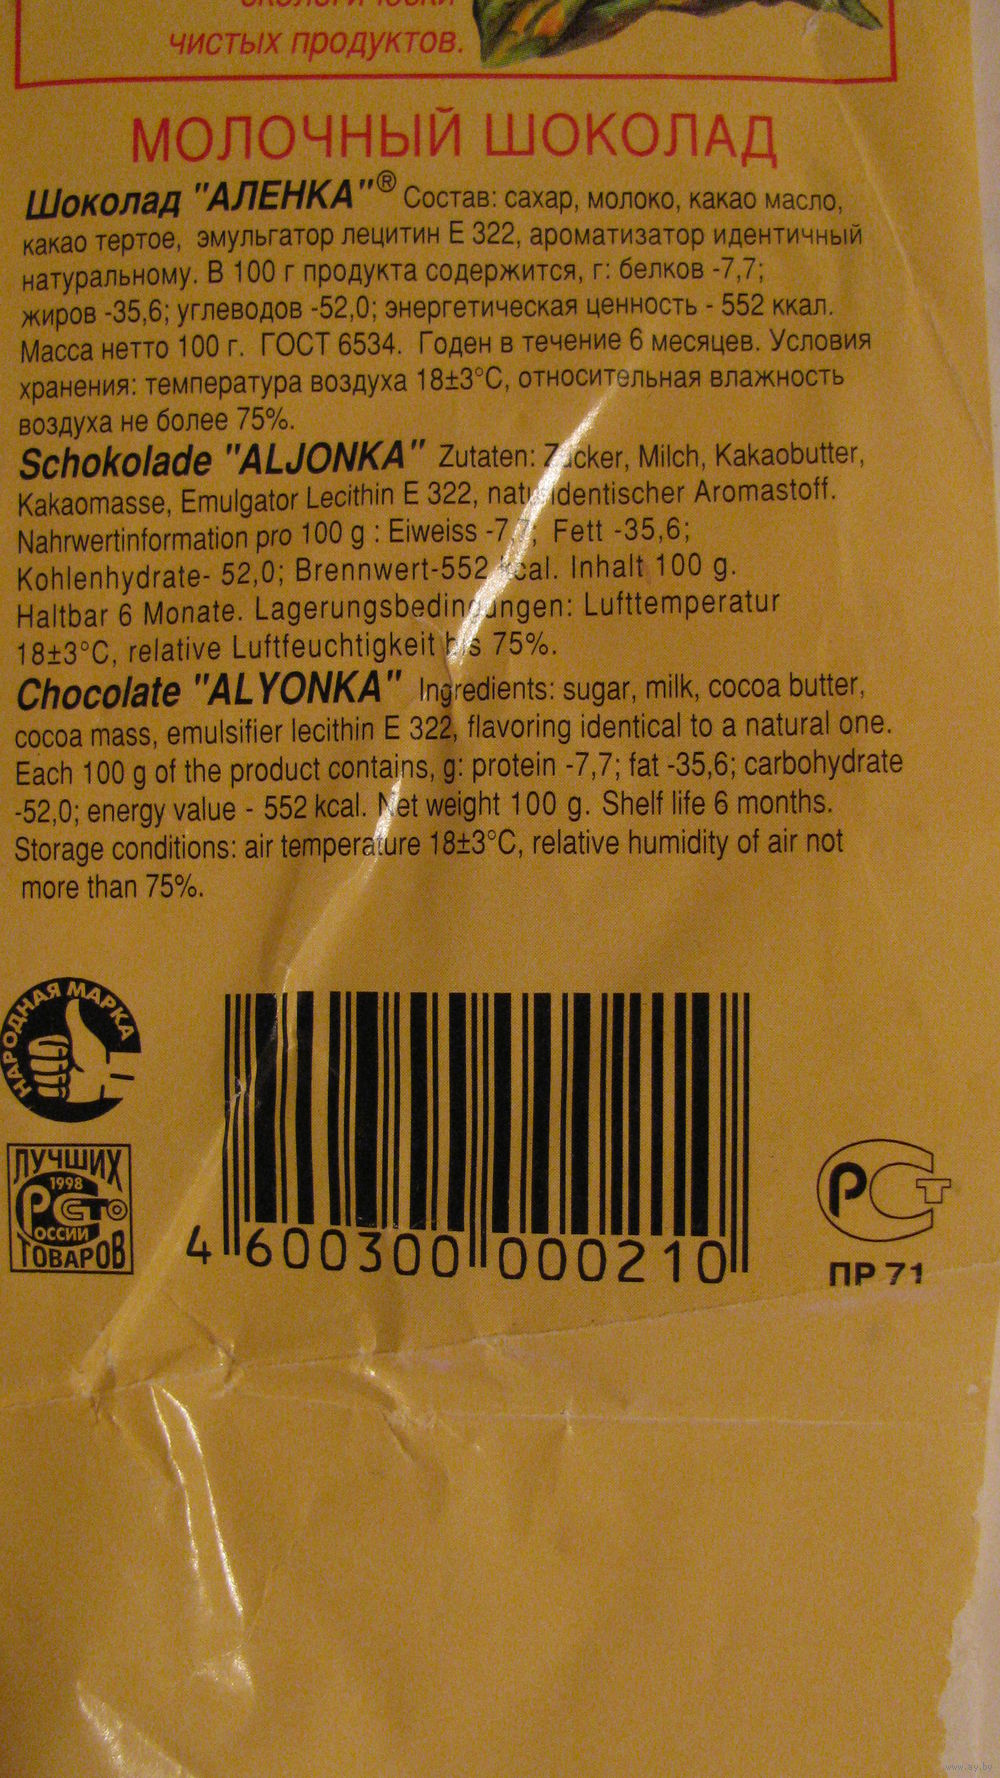 чистых продуктов.
МОЛОЧНЫЙ ШОКОЛАД
Шоколад "АЛЕНКА"® Состав: сахар, молоко, какао масло,
какао тертое, эмульгатор лецитин Е 322, ароматизатор идентичный
натуральному. В 100 г продукта содержится, г: белков -7,7;
жиров -35,6; углеводов -52,0; энергетическая ценность - 552 ккал.
Масса нетто 100 г. ГОСТ 6534. Годен в течение 6 месяцев. Условия
хранения: температура воздуха 18±3°С, относительная влажность
воздуха не более 75%.
Schokolade "ALJONKA" Zutaten: Zucker, Milch, Kakaobutter,
Kakaomasse, Emulgator Lecithin E 322, naturidentischer Aromastoff.
Nahrwertinformation pro 100 g : Eiweiss -7,7; Fett -35,6;
Kohlenhydrate- 52,0; Brennwert-552 kcal. Inhalt 100 g.
Haltbar 6 Monate. Lagerungsbedingungen: Lufttemperatur
18±3°C, relative Luftfeuchtigkeit bis 75%.
Chocolate "ALYONKA" Ingredients: sugar, milk, cocoa butter,
cocoa mass, emulsifier lecithin E 322, flavoring identical to a natural one.
Each 100 g of the product contains, g: protein -7,7; fat -35,6; carbohydrate
-52,0; energy value - 552 kcal. Net weight 100 g. Shelf life 6 months.
Storage conditions: air temperature 18±3°C, relative humidity of air not
more than 75%.
НАРОДНАЯ МАРКА
ЛУЧШИХ
1998
СТО
РОССИИ
ТОВАРОВ
4 600300 000210
РСТ
ПР 71
www.ay.by